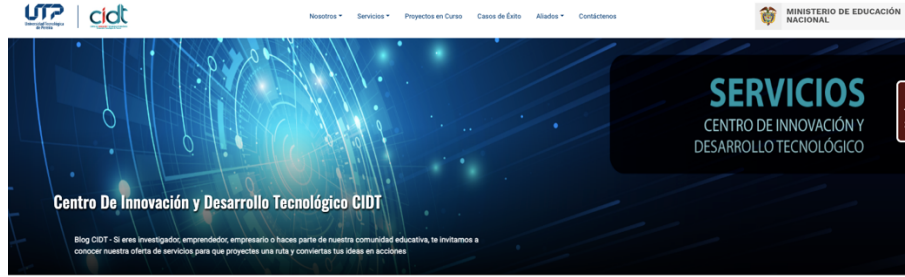 UTP
Universidad Tecnológica
de Pereira
cidt
Nosotros
Servicios
Proyectos en Curso
Casos de Éxito
Aliados
Contáctenos
MINISTERIO DE EDUCACIÓN
NACIONAL
SERVICIOS
CENTRO DE INNOVACIÓN Y
DESARROLLO TECNOLÓGICO
Centro De Innovación y Desarrollo Tecnológico CIDT
Blog CIDT - Si eres investigador, emprendedor, empresario o haces parte de nuestra comunidad educativa, te invitamos a
conocer nuestra oferta de servicios para que proyectes una ruta y conviertas tus ideas en acciones